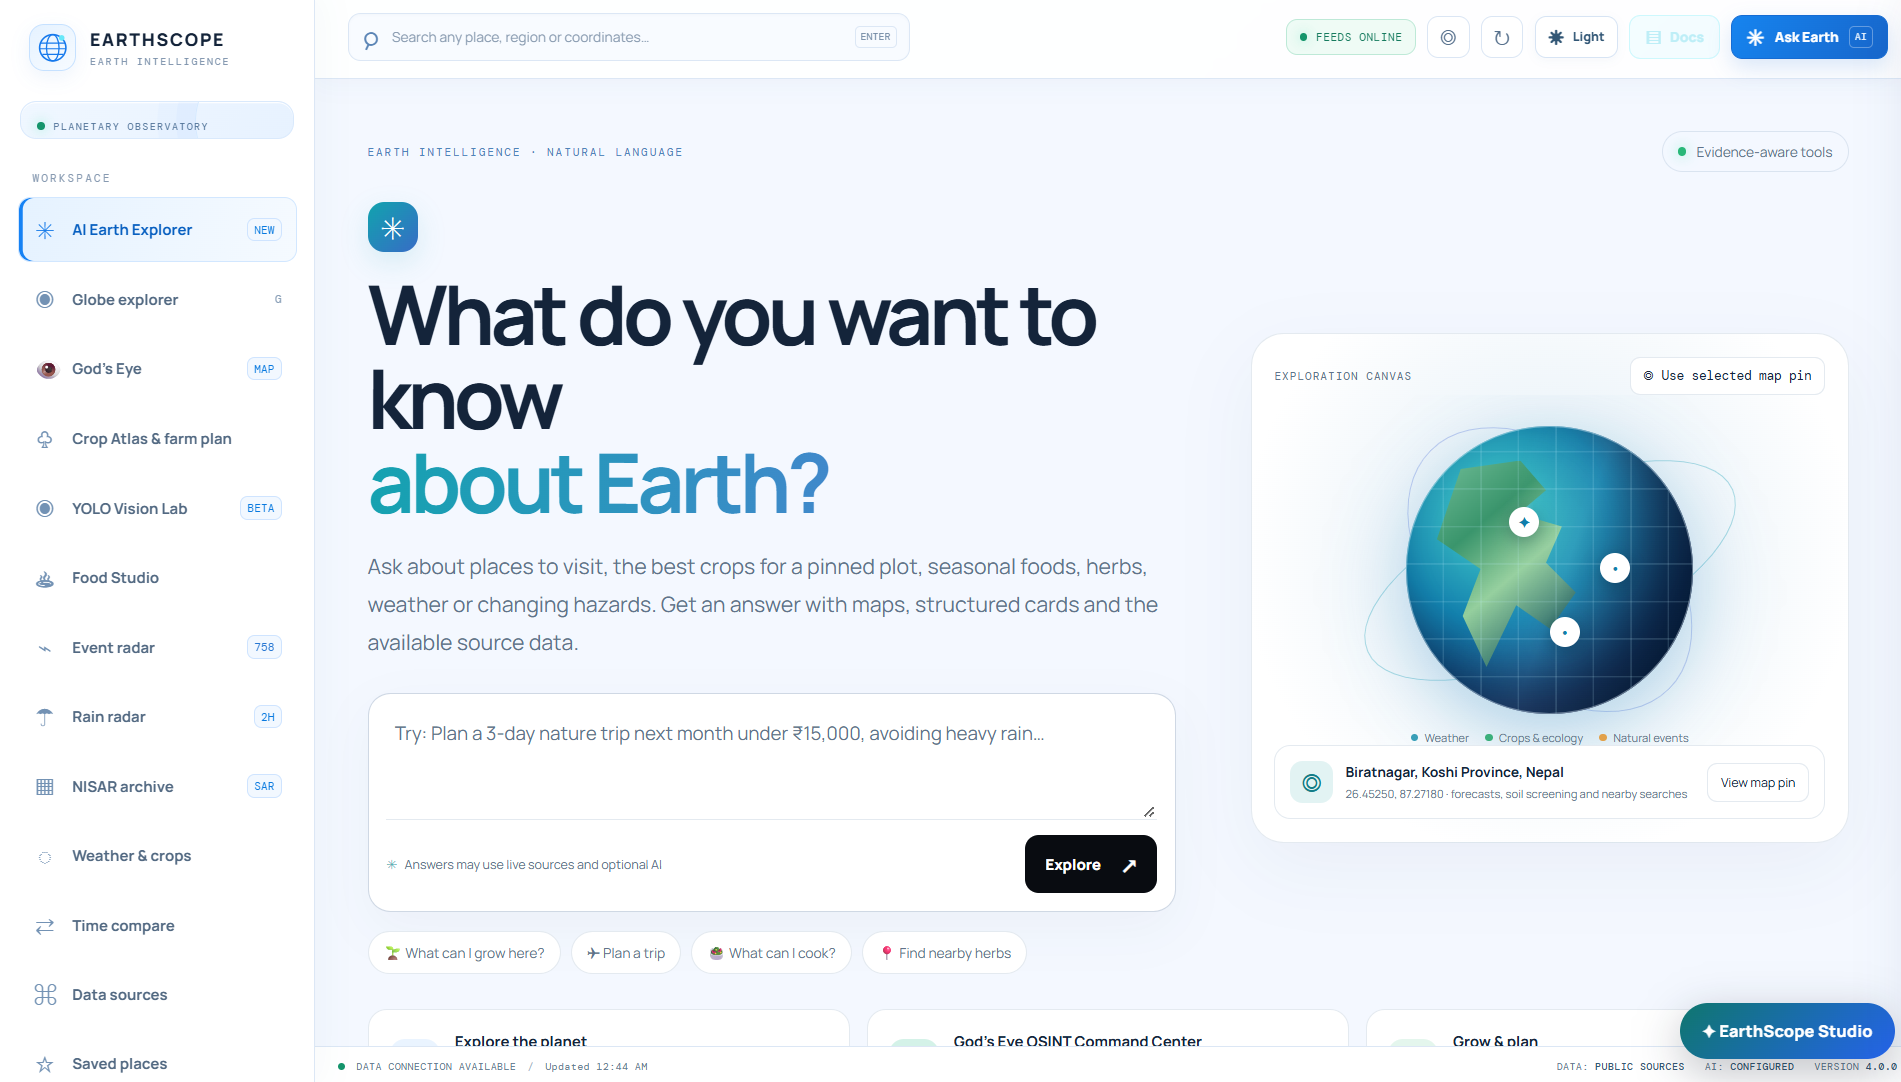 EARTHSCOPE
EARTH INTELLIGENCE
PLANETARY OBSERVATORY
WORKSPACE
AI Earth Explorer NEW
Globe explorer G
God's Eye MAP
Crop Atlas & farm plan
YOLO Vision Lab BETA
Food Studio
Event radar 758
Rain radar 2H
NISAR archive SAR
Weather & crops
Time compare
Data sources
Saved places
Search any place, region or coordinates... ENTER
FEEDS ONLINE
Light
Docs
Ask Earth AI
EARTH INTELLIGENCE · NATURAL LANGUAGE
Evidence-aware tools
What do you want to
know
about Earth?
Ask about places to visit, the best crops for a pinned plot, seasonal foods, herbs,
weather or changing hazards. Get an answer with maps, structured cards and the
available source data.
Try: Plan a 3-day nature trip next month under ₹15,000, avoiding heavy rain...
Answers may use live sources and optional AI
Explore ↗
What can I grow here?
Plan a trip
What can I cook?
Find nearby herbs
EXPLORATION CANVAS
Use selected map pin
Weather
Crops & ecology
Natural events
Biratnagar, Koshi Province, Nepal
26.45250, 87.27180 · forecasts, soil screening and nearby searches
View map pin
Explore the planet
God's Eye OSINT Command Center
Grow & plan
EarthScope Studio
DATA CONNECTION AVAILABLE / Updated 12:44 AM
DATA: PUBLIC SOURCES AI: CONFIGURED VERSION 4.0.0